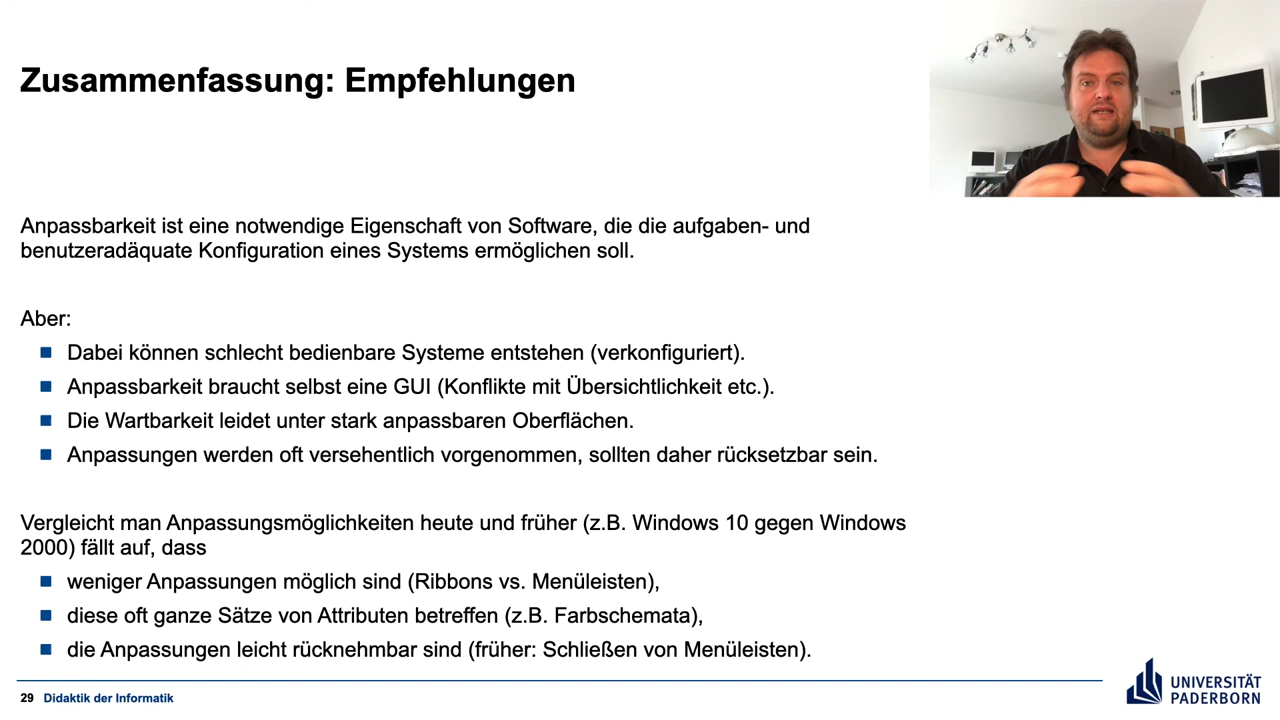 Zusammenfassung: Empfehlungen
Anpassbarkeit ist eine notwendige Eigenschaft von Software, die die aufgaben- und
benutzeradäquate Konfiguration eines Systems ermöglichen soll.
Aber:
Dabei können schlecht bedienbare Systeme entstehen (verkonfiguriert).
Anpassbarkeit braucht selbst eine GUI (Konflikte mit Übersichtlichkeit etc.).
Die Wartbarkeit leidet unter stark anpassbaren Oberflächen.
Anpassungen werden oft versehentlich vorgenommen, sollten daher rücksetzbar sein.
Vergleicht man Anpassungsmöglichkeiten heute und früher (z.B. Windows 10 gegen Windows
2000) fällt auf, dass
weniger Anpassungen möglich sind (Ribbons vs. Menüleisten),
diese oft ganze Sätze von Attributen betreffen (z.B. Farbschemata),
die Anpassungen leicht rücknehmbar sind (früher: Schließen von Menüleisten).
29 Didaktik der Informatik
UNIVERSITÄT
PADERBORN